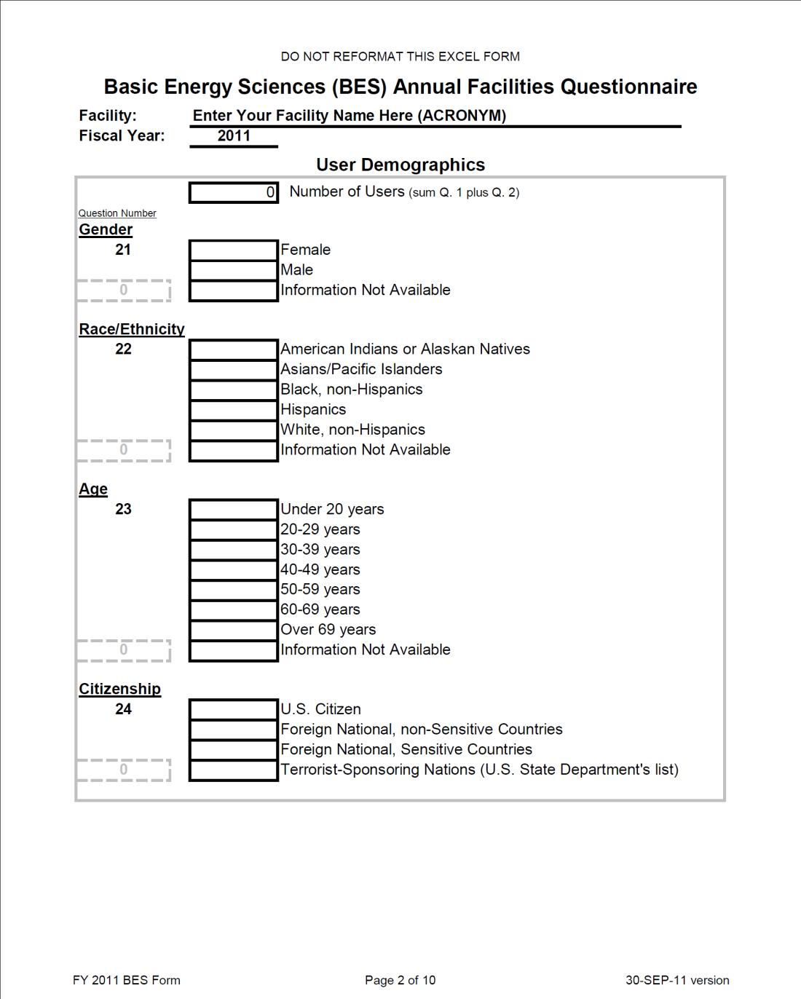 DO NOT REFORMAT THIS EXCEL FORM
Basic Energy Sciences (BES) Annual Facilities Questionnaire
Facility: Enter Your Facility Name Here (ACRONYM)
Fiscal Year: 2011
User Demographics
0 Number of Users (sum Q. 1 plus Q. 2)
Question Number
Gender
21 Female
Male
0 Information Not Available
Race/Ethnicity
22 American Indians or Alaskan Natives
Asians/Pacific Islanders
Black, non-Hispanics
Hispanics
White, non-Hispanics
0 Information Not Available
Age
23 Under 20 years
20-29 years
30-39 years
40-49 years
50-59 years
60-69 years
Over 69 years
0 Information Not Available
Citizenship
24 U.S. Citizen
Foreign National, non-Sensitive Countries
Foreign National, Sensitive Countries
0 Terrorist-Sponsoring Nations (U.S. State Department's list)
FY 2011 BES Form Page 2 of 10 30-SEP-11 version